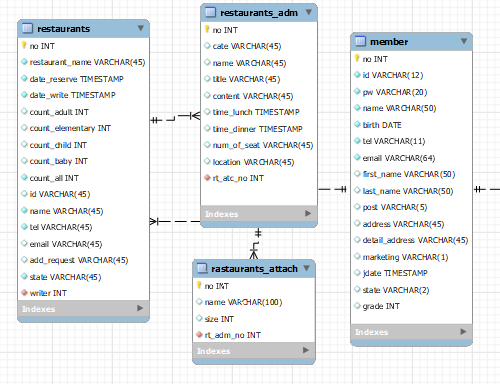 restaurants
no INT
restaurant_name VARCHAR(45)
date_reserve TIMESTAMP
date_write TIMESTAMP
count_adult INT
count_elementary INT
count_child INT
count_baby INT
count_all INT
id VARCHAR(45)
name VARCHAR(45)
tel VARCHAR(45)
email VARCHAR(45)
add_request VARCHAR(45)
state VARCHAR(45)
writer INT
Indexes
restaurants_adm
no INT
cate VARCHAR(45)
name VARCHAR(45)
title VARCHAR(45)
content VARCHAR(45)
time_lunch TIMESTAMP
time_dinner TIMESTAMP
num_of_seat VARCHAR(45)
location VARCHAR(45)
rt_atc_no INT
Indexes
rastaurants_attach
no INT
name VARCHAR(100)
size INT
rt_adm_no INT
Indexes
member
no INT
id VARCHAR(12)
pw VARCHAR(20)
name VARCHAR(50)
birth DATE
tel VARCHAR(11)
email VARCHAR(64)
first_name VARCHAR(50)
last_name VARCHAR(50)
post VARCHAR(5)
address VARCHAR(45)
detail_address VARCHAR(45)
marketing VARCHAR(1)
jdate TIMESTAMP
state VARCHAR(2)
grade INT
Indexes